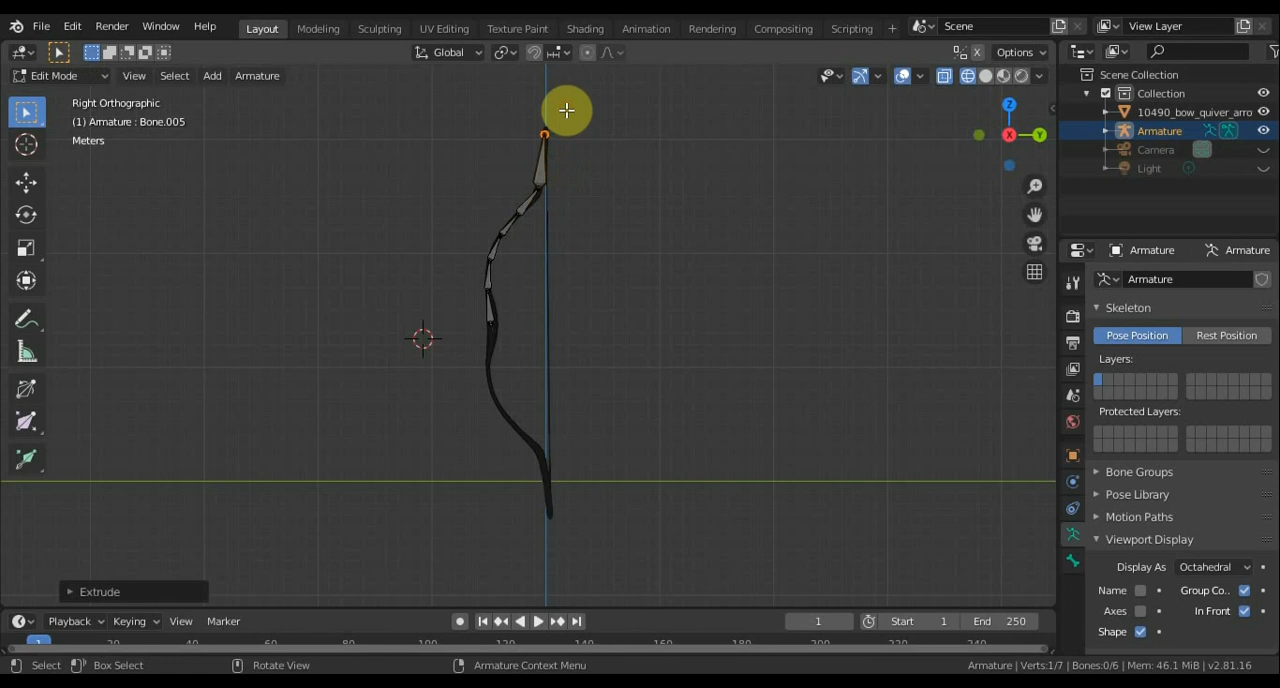 File Edit Render Window Help Layout Modeling Sculpting UV Editing Texture Paint Shading Animation Rendering Compositing Scripting + Scene View Layer
Global Options
Edit Mode View Select Add Armature
Right Orthographic
(1) Armature : Bone.005
Meters
Z
X
Y
Extrude
Scene Collection
Collection
10490_bow_quiver_arro
Armature
Camera
Light
Armature Armature
Armature
Skeleton
Pose Position Rest Position
Layers:
Protected Layers:
Bone Groups
Pose Library
Motion Paths
Viewport Display
Display As Octahedral
Name Group Co..
Axes In Front
Shape
Playback Keying View Marker 1 Start 1 End 250
1
Select Box Select Rotate View Armature Context Menu Armature | Verts:1/7 | Bones:0/6 | Mem: 46.1 MiB | v2.81.16